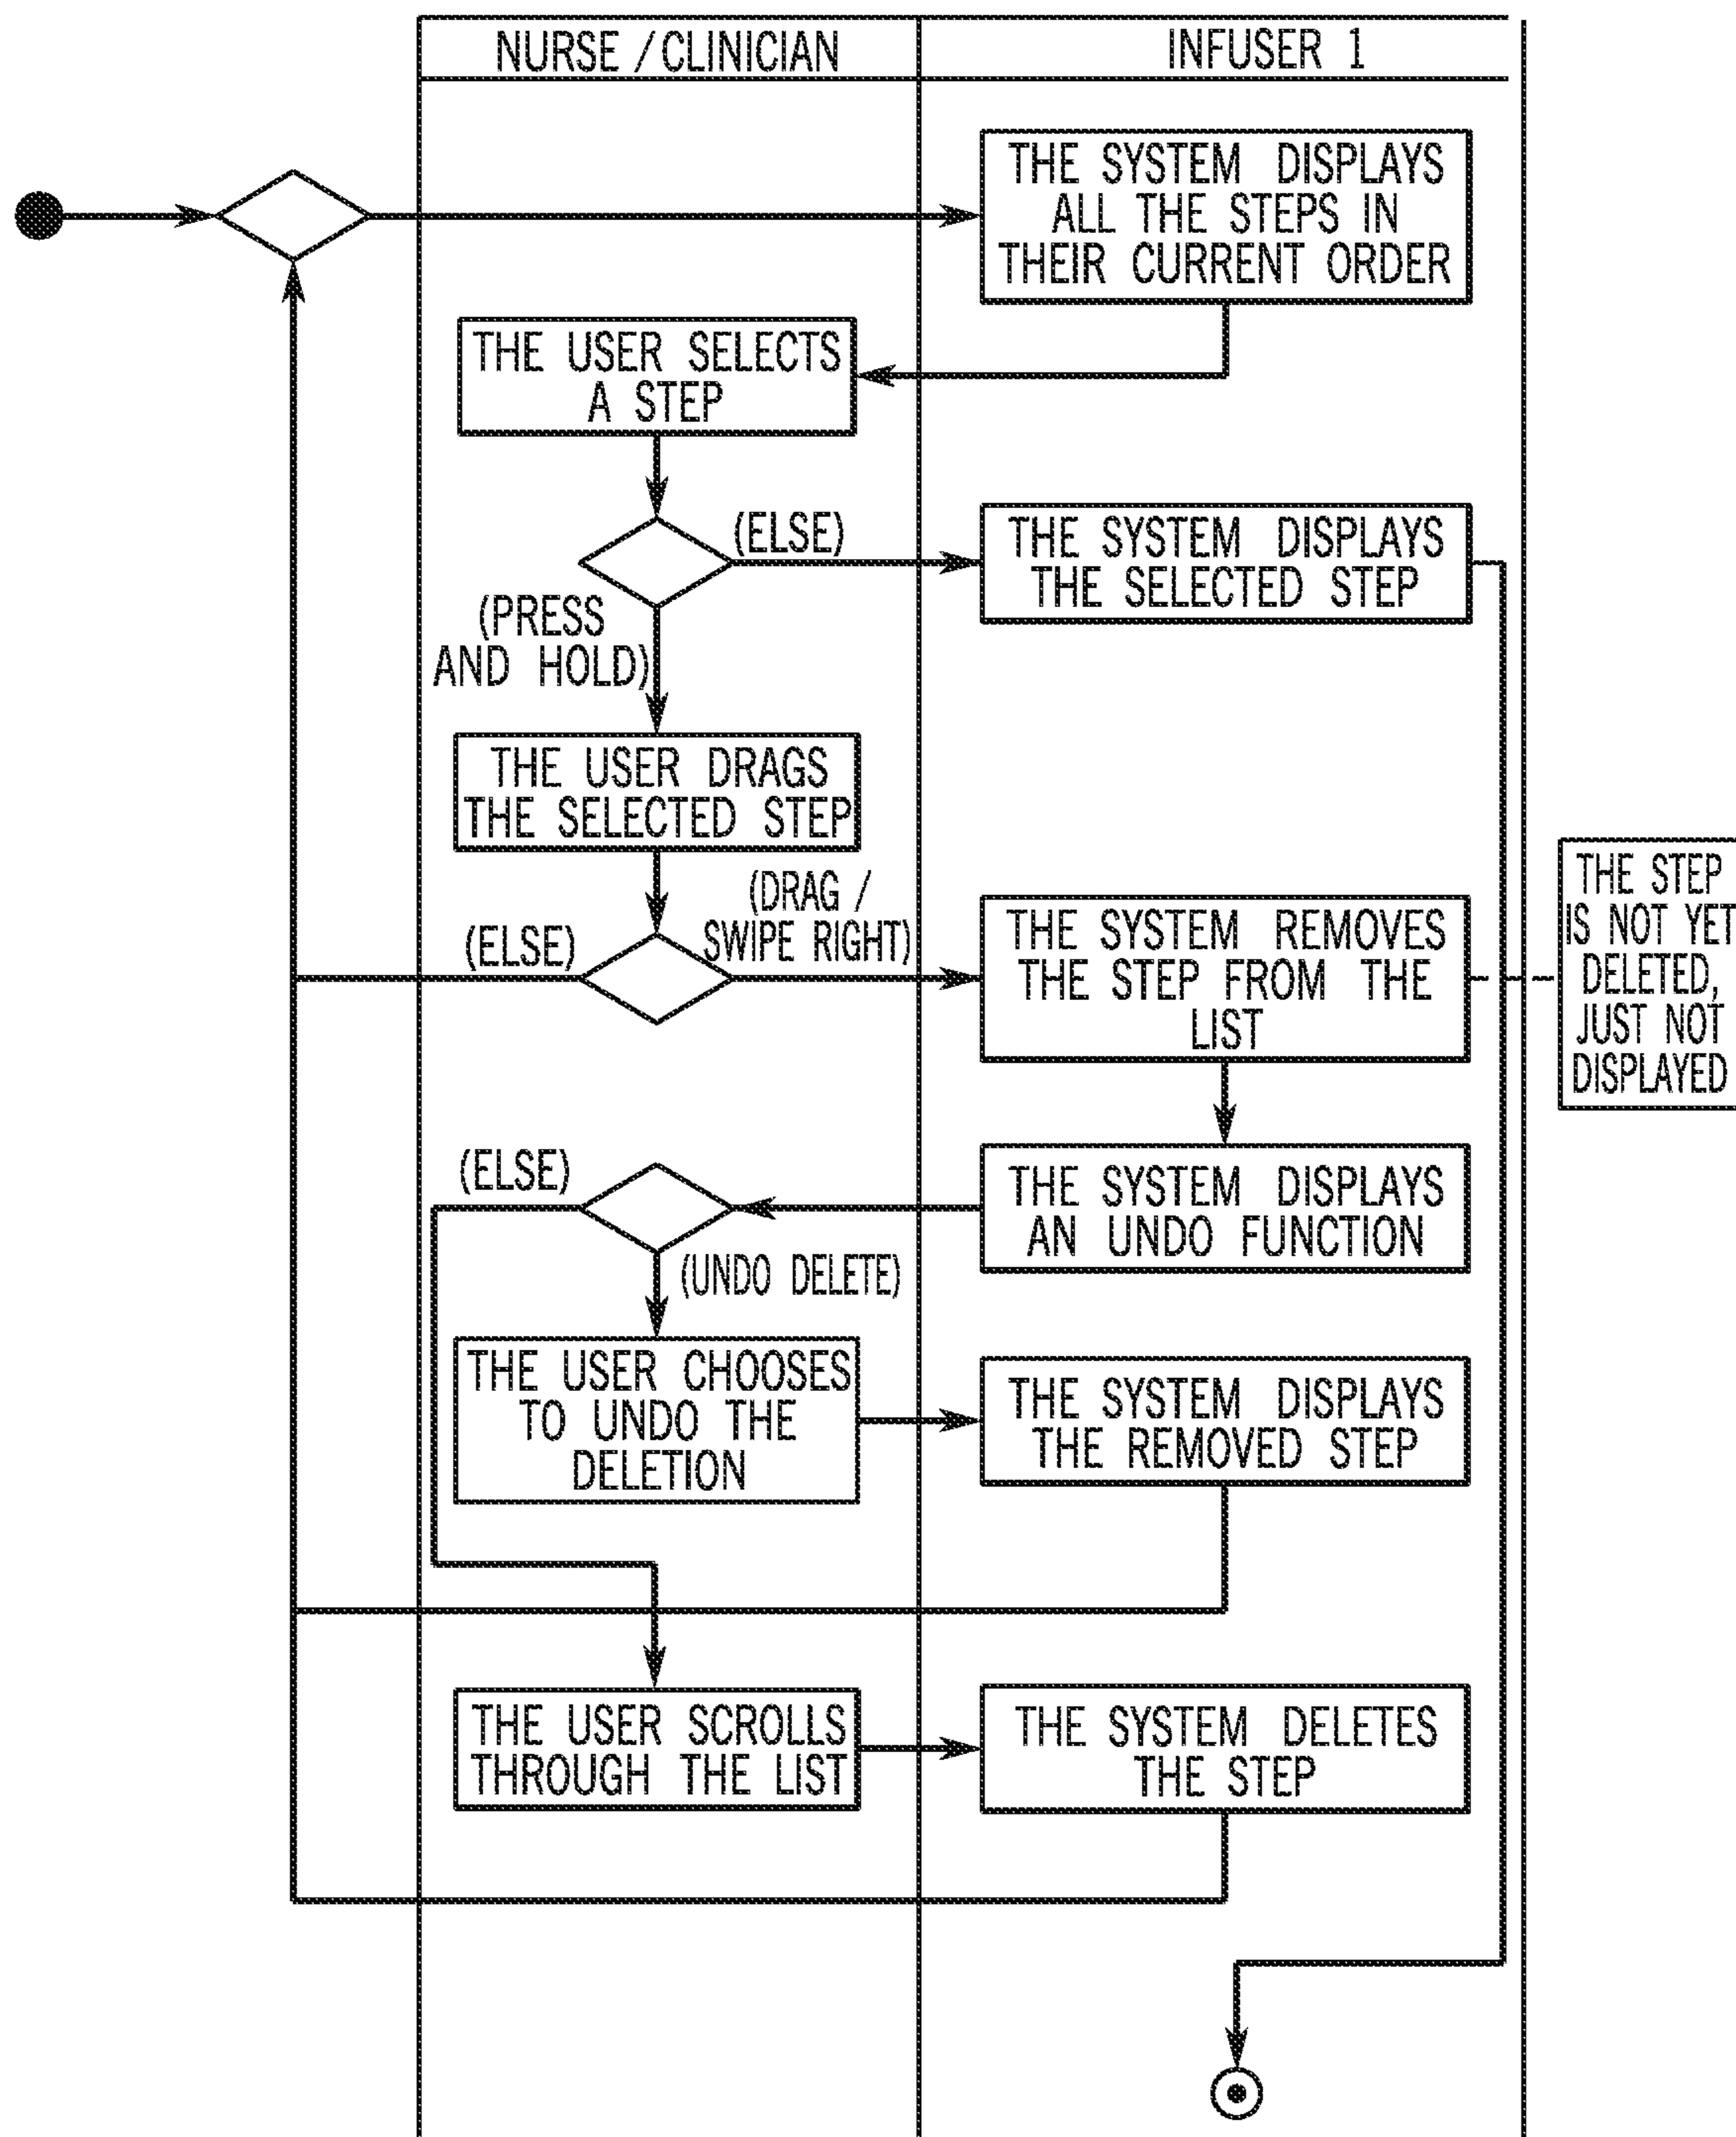 NURSE / CLINICIAN
INFUSER 1
THE SYSTEM DISPLAYS
ALL THE STEPS IN
THEIR CURRENT ORDER
THE USER SELECTS
A STEP
(ELSE)
THE SYSTEM DISPLAYS
THE SELECTED STEP
(PRESS
AND HOLD)
THE USER DRAGS
THE SELECTED STEP
(DRAG /
SWIPE RIGHT)
(ELSE)
THE SYSTEM REMOVES
THE STEP FROM THE
LIST
THE STEP
IS NOT YET
DELETED,
JUST NOT
DISPLAYED
(ELSE)
THE SYSTEM DISPLAYS
AN UNDO FUNCTION
(UNDO DELETE)
THE USER CHOOSES
TO UNDO THE
DELETION
THE SYSTEM DISPLAYS
THE REMOVED STEP
THE USER SCROLLS
THROUGH THE LIST
THE SYSTEM DELETES
THE STEP